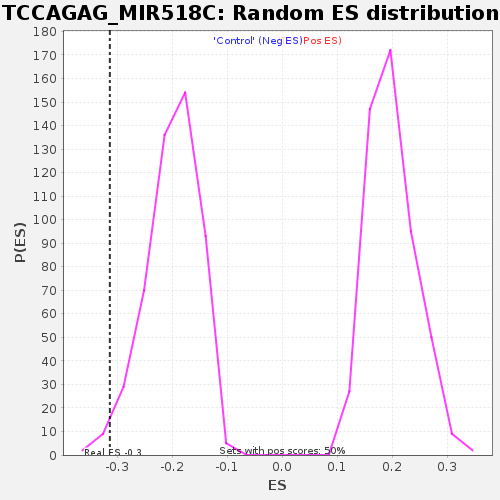 TCCAGAG_MIR518C: Random ES distribution
'Control' (Neg ES)Pos ES)
180
170
160
150
140
130
120
110
100
90
80
70
60
50
40
30
20
10
0
P(ES)
Real ES -0.3
Sets with pos scores: 50%
-0.3 -0.2 -0.1 0.0 0.1 0.2 0.3
ES